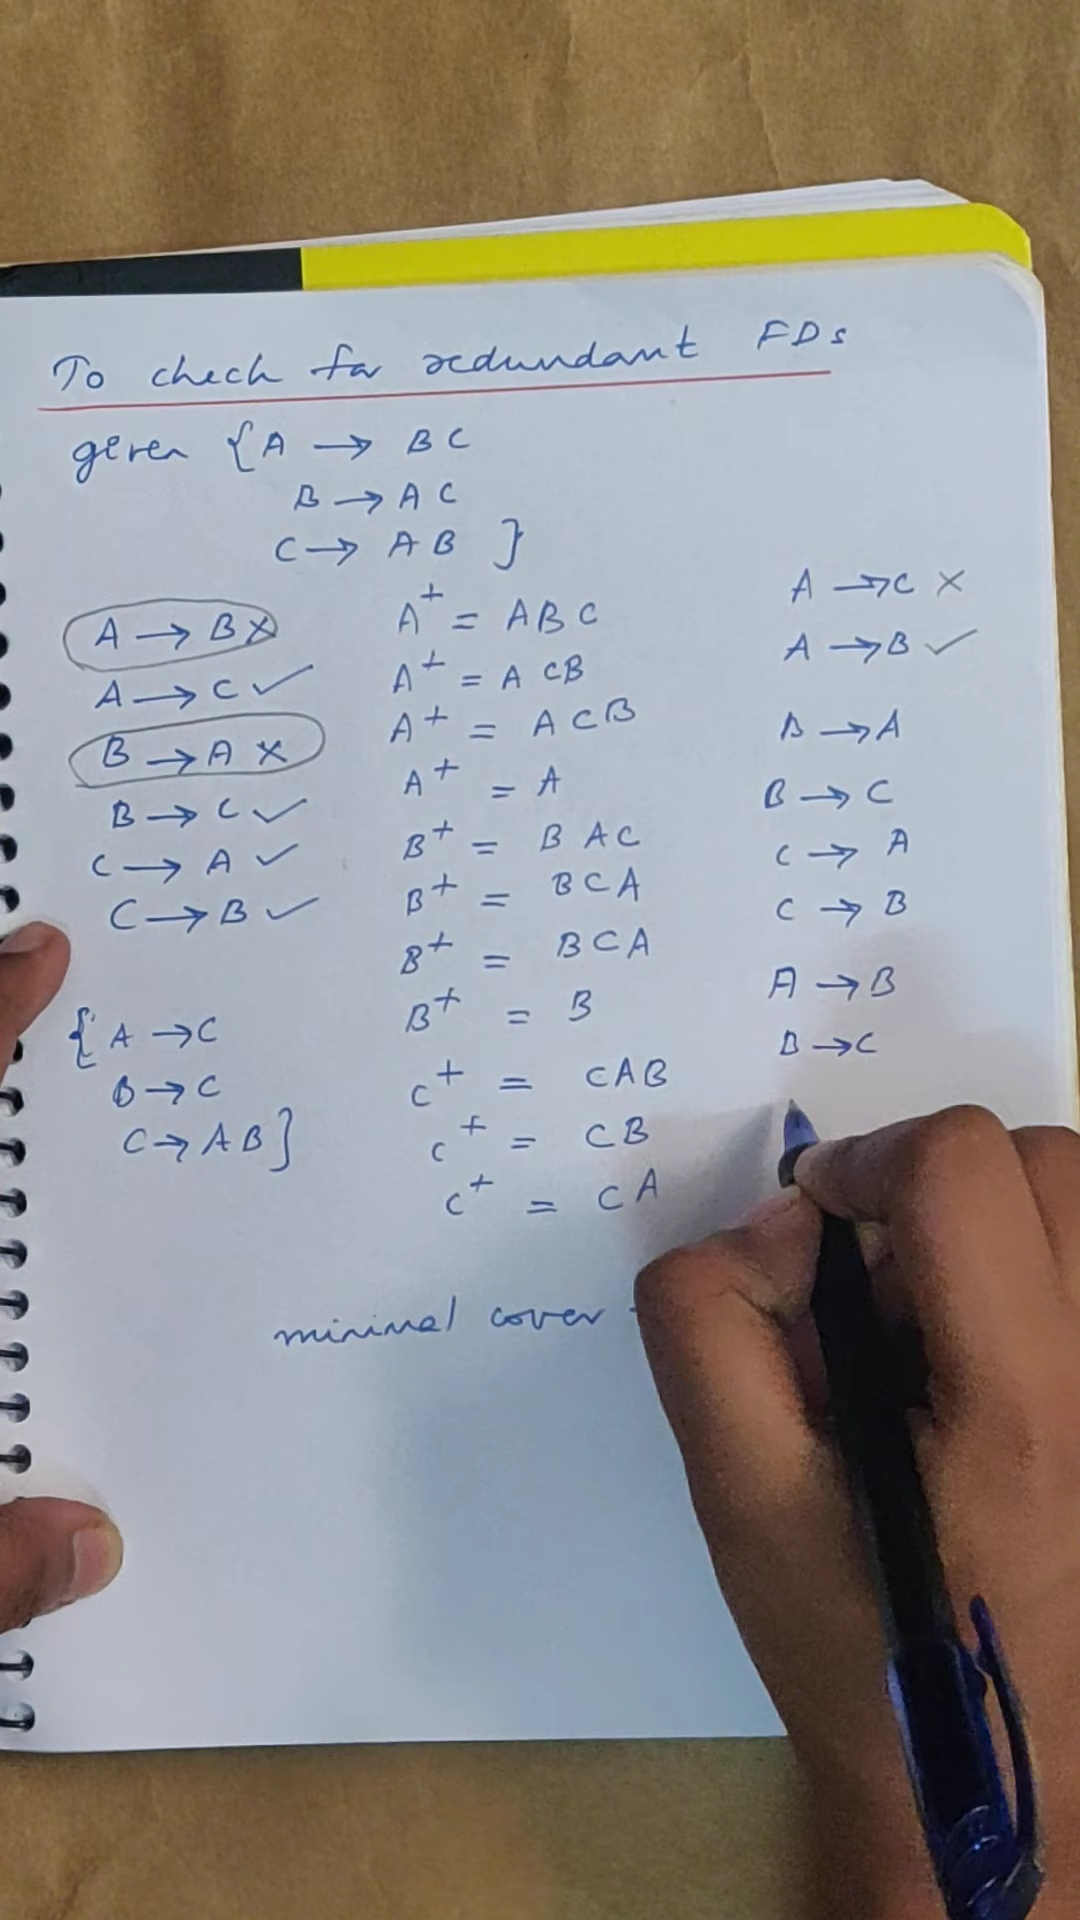 To check for redundant FDs
given {A → BC
B → AC
C → AB }
A → B ×
A → C ✓
B → A ×
B → C ✓
C → A ✓
C → B ✓
{ A → C
B → C
C → AB }
A⁺ = ABC
A⁺ = ACB
A⁺ = ACB
A⁺ = A
B⁺ = BAC
B⁺ = BCA
B⁺ = BCA
B⁺ = B
C⁺ = CAB
C⁺ = CB
C⁺ = CA
A → C ×
A → B ✓
B → A
B → C
C → A
C → B
A → B
B → C
minimal cover